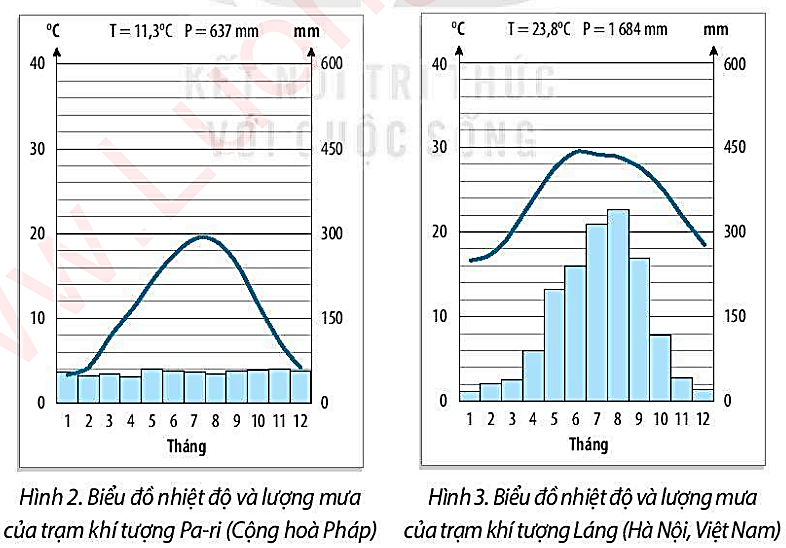 °C T = 11,3°C P = 637 mm mm
40 600
30 450
20 300
10 150
0 0
1 2 3 4 5 6 7 8 9 10 11 12
Tháng
Hình 2. Biểu đồ nhiệt độ và lượng mưa
của trạm khí tượng Pa-ri (Cộng hoà Pháp)
°C T = 23,8°C P = 1 684 mm mm
40 600
30 450
20 300
10 150
0 0
1 2 3 4 5 6 7 8 9 10 11 12
Tháng
Hình 3. Biểu đồ nhiệt độ và lượng mưa
của trạm khí tượng Láng (Hà Nội, Việt Nam)
KẾT NỐI TRI THỨC
VỚI CUỘC SỐNG